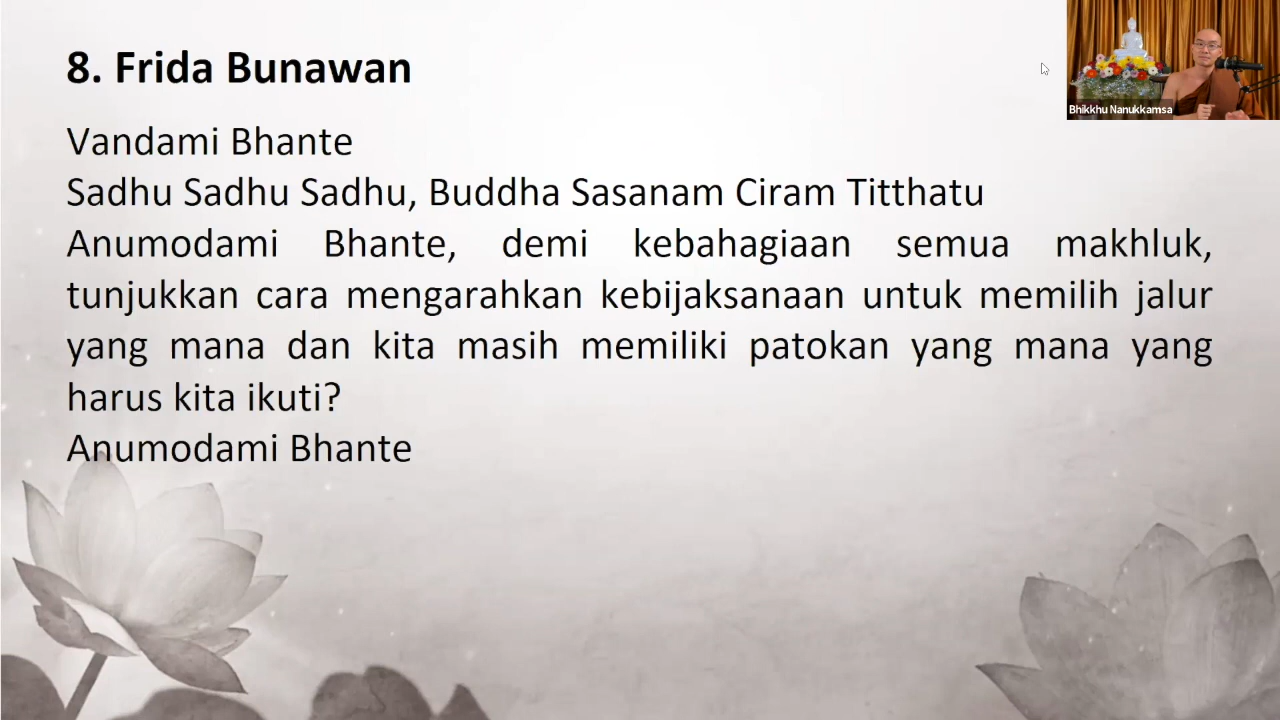 8. Frida Bunawan
Bhikkhu Nanukkamsa
Vandami Bhante
Sadhu Sadhu Sadhu, Buddha Sasanam Ciram Titthatu
Anumodami Bhante, demi kebahagiaan semua makhluk,
tunjukkan cara mengarahkan kebijaksanaan untuk memilih jalur
yang mana dan kita masih memiliki patokan yang mana yang
harus kita ikuti?
Anumodami Bhante